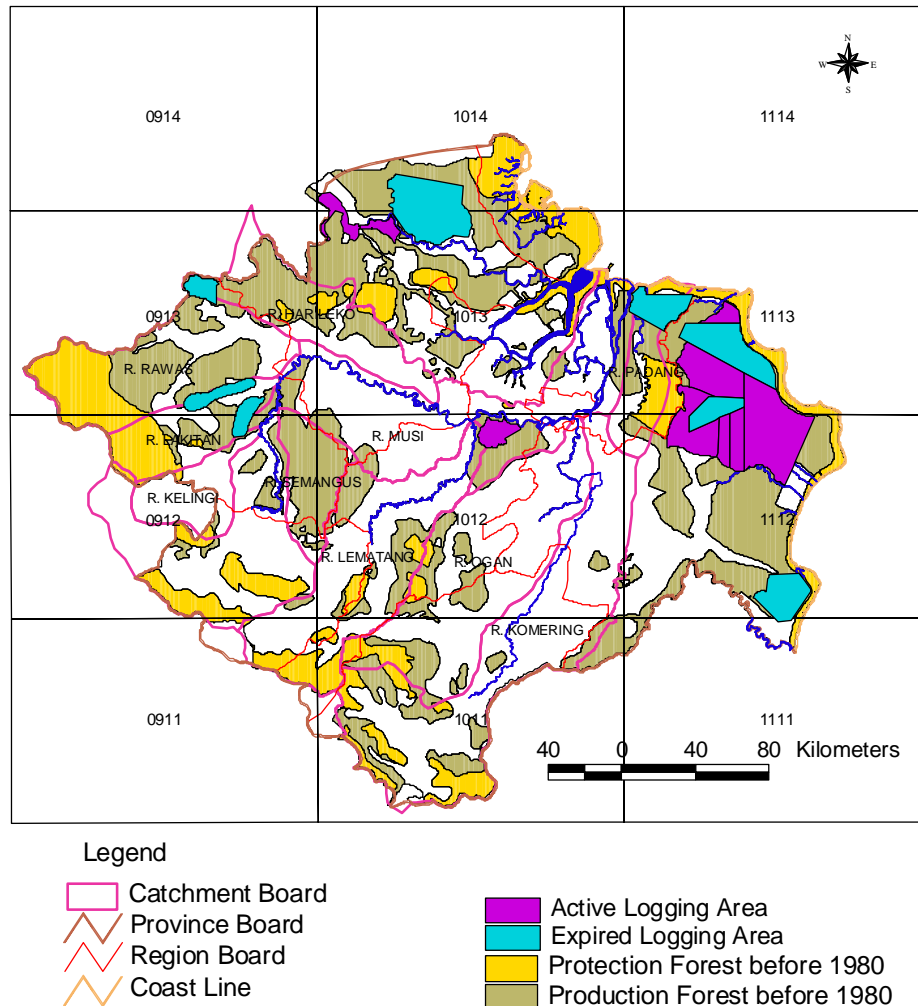 N
W E
S
0914 1014 1114
R. HARILEKO
0913 1013 1113
R. RAWAS R. PADANG
R. LAKITAN R. MUSI
R. SEMANGUS
R. KELINGI
0912 1012 1112
R. LEMATANG R. OGAN
R. KOMERING
0911 1011 1111
40 0 40 80 Kilometers
Legend
Catchment Board
Province Board
Region Board
Coast Line
Active Logging Area
Expired Logging Area
Protection Forest before 1980
Production Forest before 1980